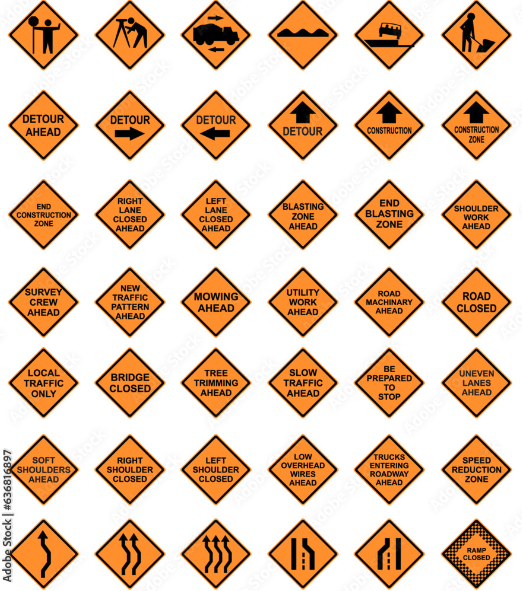 DETOUR
AHEAD
DETOUR
DETOUR
DETOUR
CONSTRUCTION
CONSTRUCTION
ZONE
END
CONSTRUCTION
ZONE
RIGHT
LANE
CLOSED
AHEAD
LEFT
LANE
CLOSED
AHEAD
BLASTING
ZONE
AHEAD
END
BLASTING
ZONE
SHOULDER
WORK
AHEAD
SURVEY
CREW
AHEAD
NEW
TRAFFIC
PATTERN
AHEAD
MOWING
AHEAD
UTILITY
WORK
AHEAD
ROAD
MACHINARY
AHEAD
ROAD
CLOSED
LOCAL
TRAFFIC
ONLY
BRIDGE
CLOSED
TREE
TRIMMING
AHEAD
SLOW
TRAFFIC
AHEAD
BE
PREPARED
TO
STOP
UNEVEN
LANES
AHEAD
SOFT
SHOULDERS
AHEAD
RIGHT
SHOULDER
CLOSED
LEFT
SHOULDER
CLOSED
LOW
OVERHEAD
WIRES
AHEAD
TRUCKS
ENTERING
ROADWAY
AHEAD
SPEED
REDUCTION
ZONE
RAMP
CLOSED
Adobe Stock | #636816897